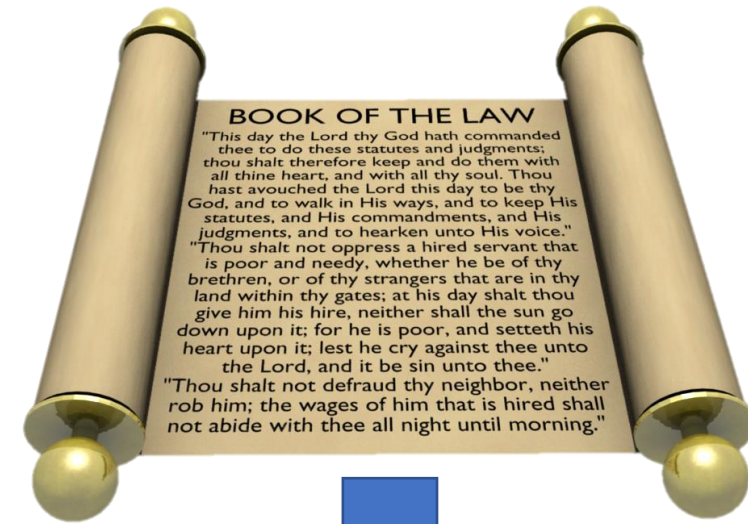 BOOK OF THE LAW
"This day the Lord thy God hath commanded
thee to do these statutes and judgments;
thou shalt therefore keep and do them with
all thine heart, and with all thy soul. Thou
hast avouched the Lord this day to be thy
God, and to walk in His ways, and to keep His
statutes, and His commandments, and His
judgments, and to hearken unto His voice."
"Thou shalt not oppress a hired servant that
is poor and needy, whether he be of thy
brethren, or of thy strangers that are in thy
land within thy gates; at his day shalt thou
give him his hire, neither shall the sun go
down upon it; for he is poor, and setteth his
heart upon it; lest he cry against thee unto
the Lord, and it be sin unto thee."
"Thou shalt not defraud thy neighbor, neither
rob him; the wages of him that is hired shall
not abide with thee all night until morning."